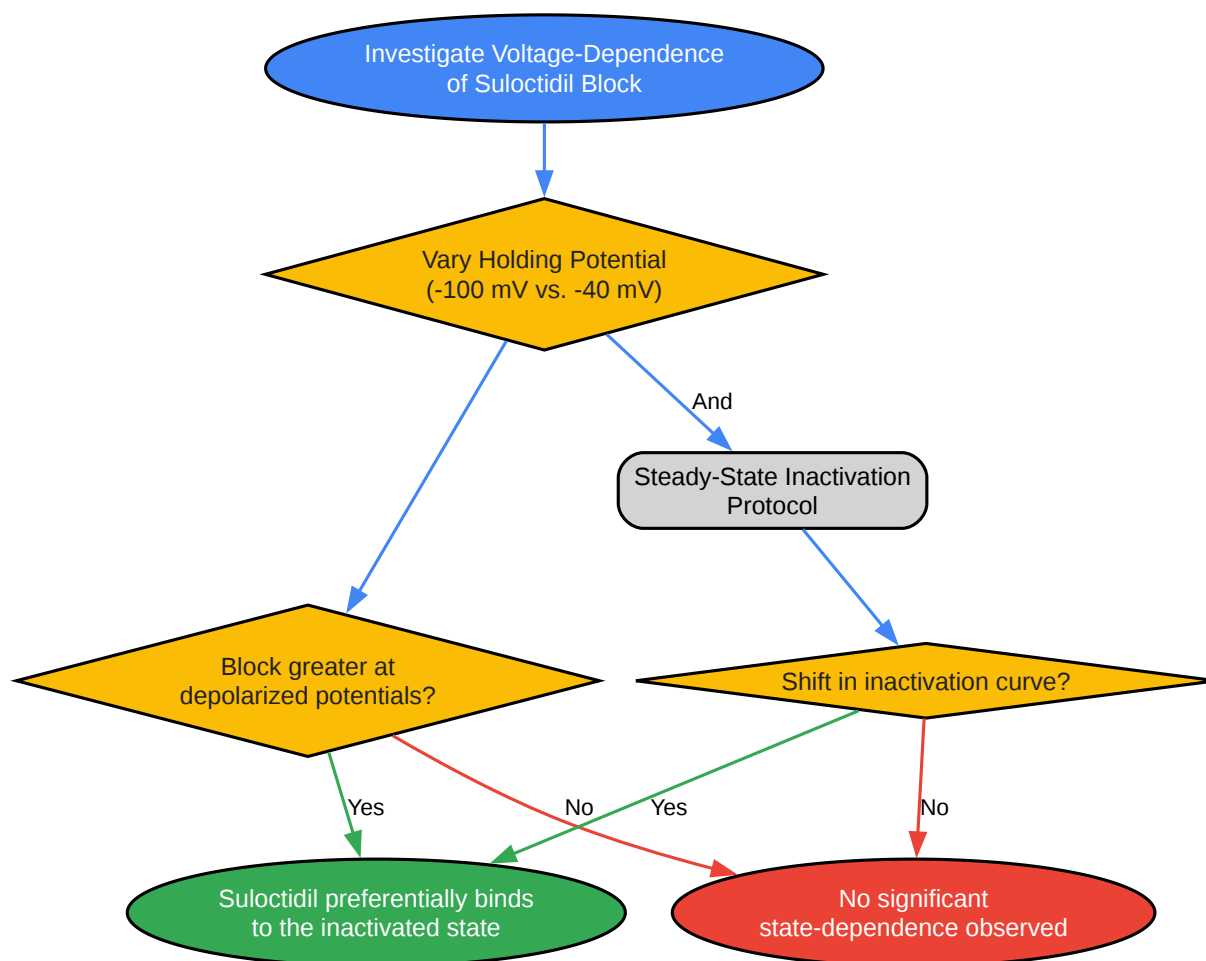 Investigate Voltage-Dependence
of Suloctidil Block
Vary Holding Potential
(-100 mV vs. -40 mV)
And
Steady-State Inactivation
Protocol
Block greater at
depolarized potentials?
Shift in inactivation curve?
Yes
No
Yes
No
Suloctidil preferentially binds
to the inactivated state
No significant
state-dependence observed